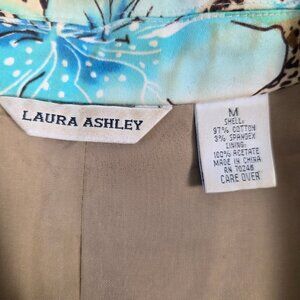 LAURA ASHLEY
M
SHELL:
97% COTTON
3% SPANDEX
LINING:
100% ACETATE
MADE IN CHINA
RN 70246
CARE OVER